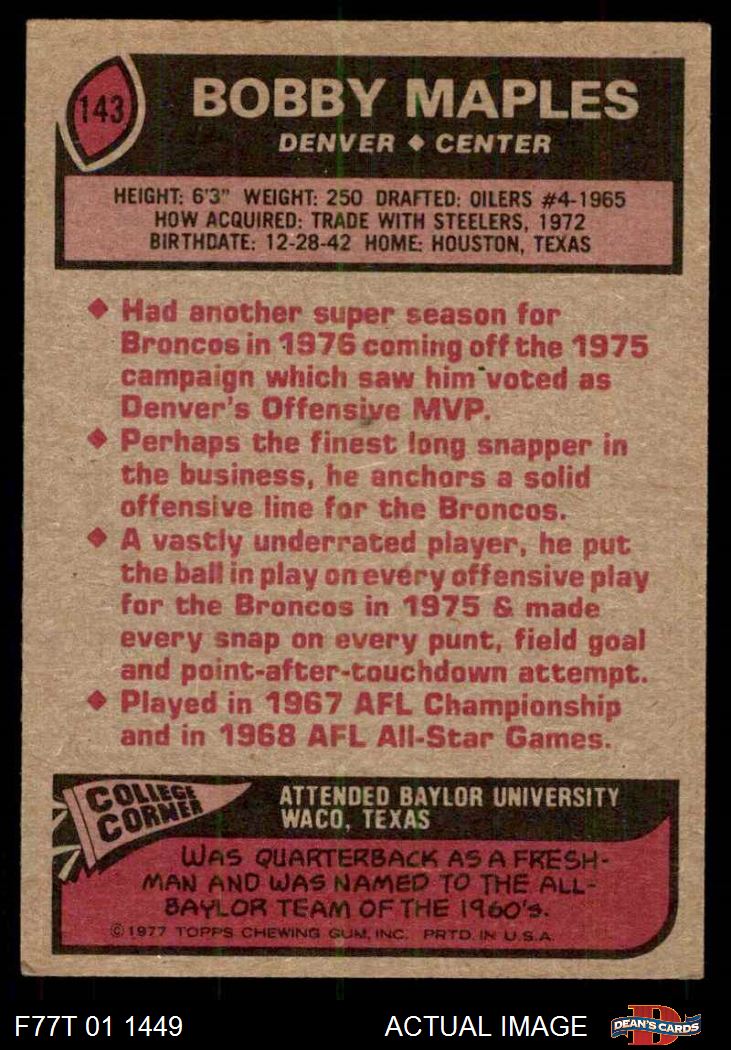 143
BOBBY MAPLES
DENVER ◆ CENTER
HEIGHT: 6'3" WEIGHT: 250 DRAFTED: OILERS #4-1965
HOW ACQUIRED: TRADE WITH STEELERS, 1972
BIRTHDATE: 12-28-42 HOME: HOUSTON, TEXAS
◆ Had another super season for
Broncos in 1976 coming off the 1975
campaign which saw him voted as
Denver's Offensive MVP.
◆ Perhaps the finest long snapper in
the business, he anchors a solid
offensive line for the Broncos.
◆ A vastly underrated player, he put
the ball in play on every offensive play
for the Broncos in 1975 & made
every snap on every punt, field goal
and point-after-touchdown attempt.
◆ Played in 1967 AFL Championship
and in 1968 AFL All-Star Games.
COLLEGE
CORNER
ATTENDED BAYLOR UNIVERSITY
WACO, TEXAS
WAS QUARTERBACK AS A FRESH-
MAN AND WAS NAMED TO THE ALL-
BAYLOR TEAM OF THE 1960's.
©1977 TOPPS CHEWING GUM, INC. PRTD. IN U.S.A.
F77T 01 1449
ACTUAL IMAGE
D
DEAN'S CARDS